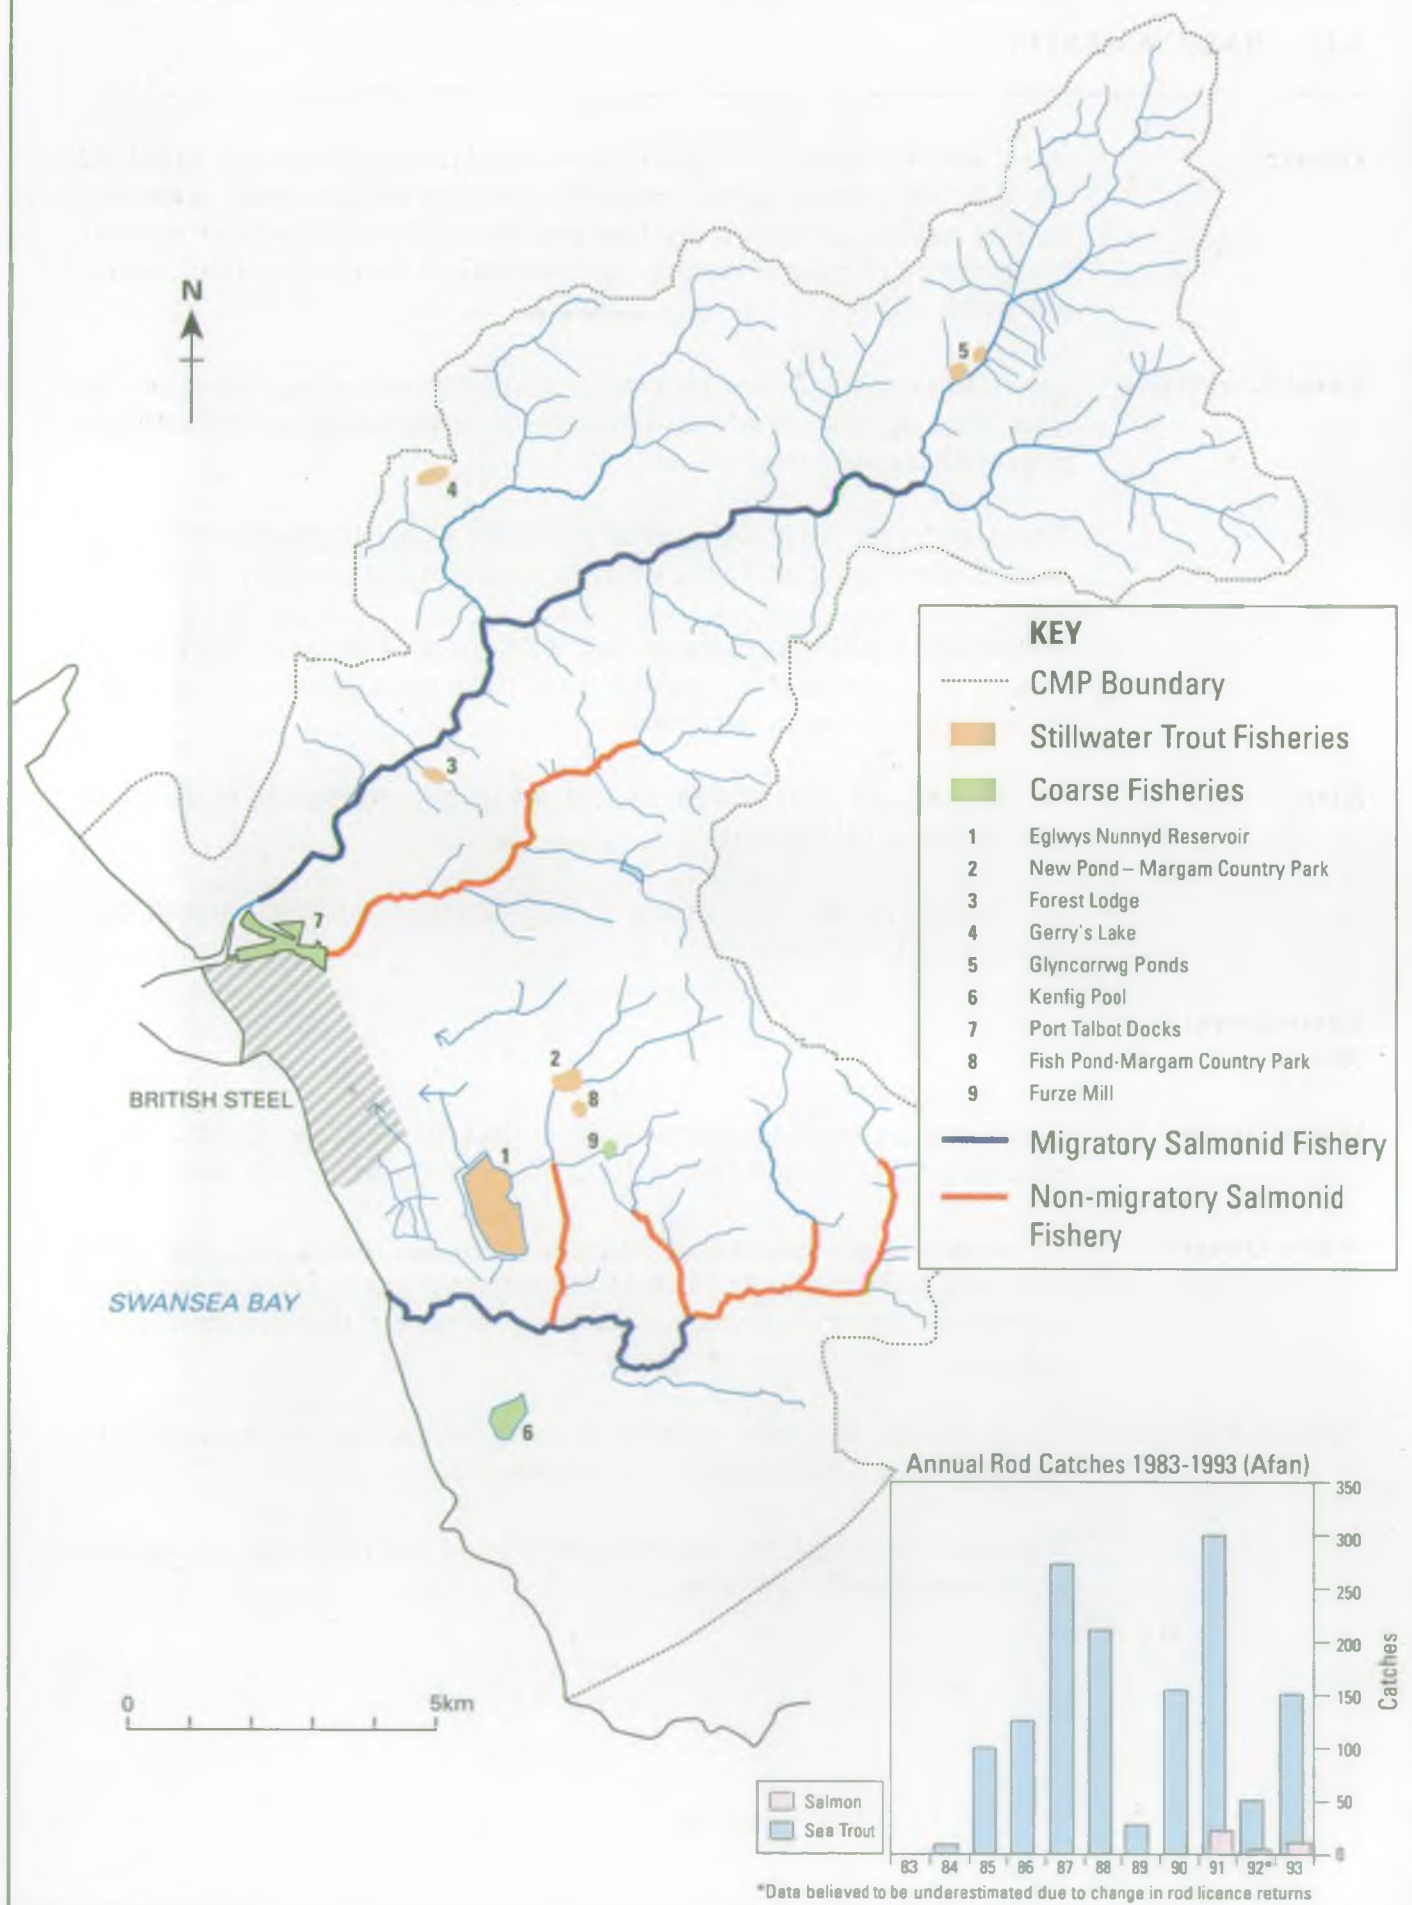 N
5
4
3
7
2
8
9
1
6
BRITISH STEEL
SWANSEA BAY
0 5km
KEY
CMP Boundary
Stillwater Trout Fisheries
Coarse Fisheries
1 Eglwys Nunnyd Reservoir
2 New Pond – Margam Country Park
3 Forest Lodge
4 Gerry's Lake
5 Glyncorrwg Ponds
6 Kenfig Pool
7 Port Talbot Docks
8 Fish Pond-Margam Country Park
9 Furze Mill
Migratory Salmonid Fishery
Non-migratory Salmonid
Fishery
Annual Rod Catches 1983-1993 (Afan)
350
300
250
200
150
100
50
0
Catches
Salmon
Sea Trout
83 84 85 86 87 88 89 90 91 92* 93
*Data believed to be underestimated due to change in rod licence returns